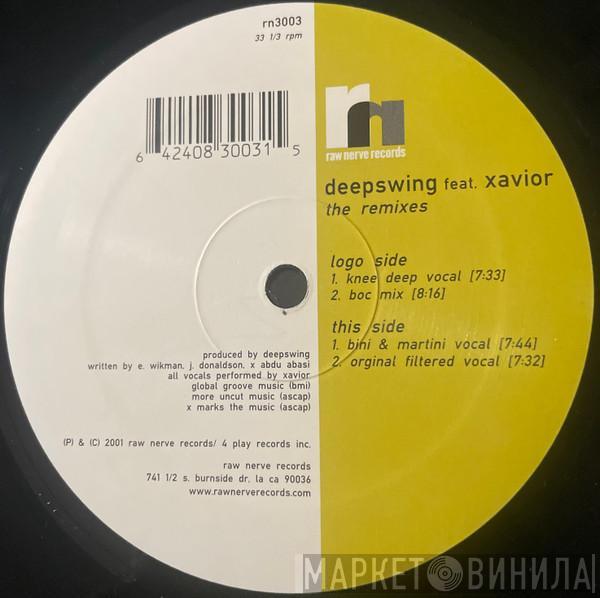 rn3003
33 1/3 rpm
6 42408 30031 5
rn
raw nerve records
deepswing feat. xavior
the remixes
logo side
1. knee deep vocal [7:33]
2. boc mix [8:16]
this side
1. bini & martini vocal [7:44]
2. orginal filtered vocal [7:32]
produced by deepswing
written by e. wikman, j. donaldson, x abdu abasi
all vocals performed by xavior
global groove music (bmi)
more uncut music (ascap)
x marks the music (ascap)
(P) & (C) 2001 raw nerve records/ 4 play records inc.
raw nerve records
741 1/2 s. burnside dr. la ca 90036
www.rawnerverecords.com
МАРКЕТ ВИНИЛА